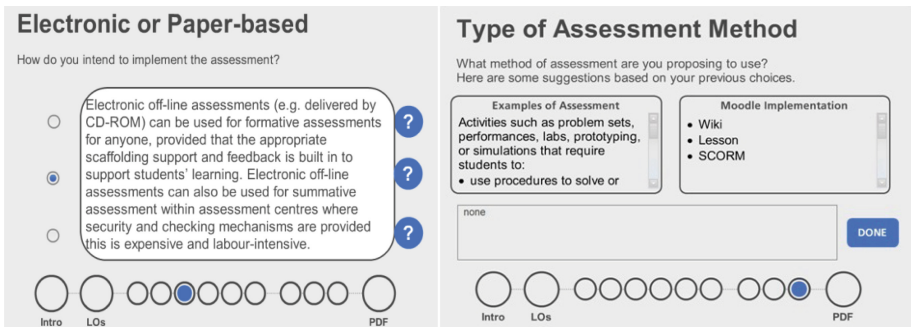 Electronic or Paper-based
How do you intend to implement the assessment?
Electronic off-line assessments (e.g. delivered by
CD-ROM) can be used for formative assessments
for anyone, provided that the appropriate
scaffolding support and feedback is built in to
support students' learning. Electronic off-line
assessments can also be used for summative
assessment within assessment centres where
security and checking mechanisms are provided
this is expensive and labour-intensive.
?
?
?
Intro
LOs
PDF
Type of Assessment Method
What method of assessment are you proposing to use?
Here are some suggestions based on your previous choices.
Examples of Assessment
Activities such as problem sets,
performances, labs, prototyping,
or simulations that require
students to:
• use procedures to solve or
Moodle Implementation
• Wiki
• Lesson
• SCORM
none
DONE
Intro
LOs
PDF